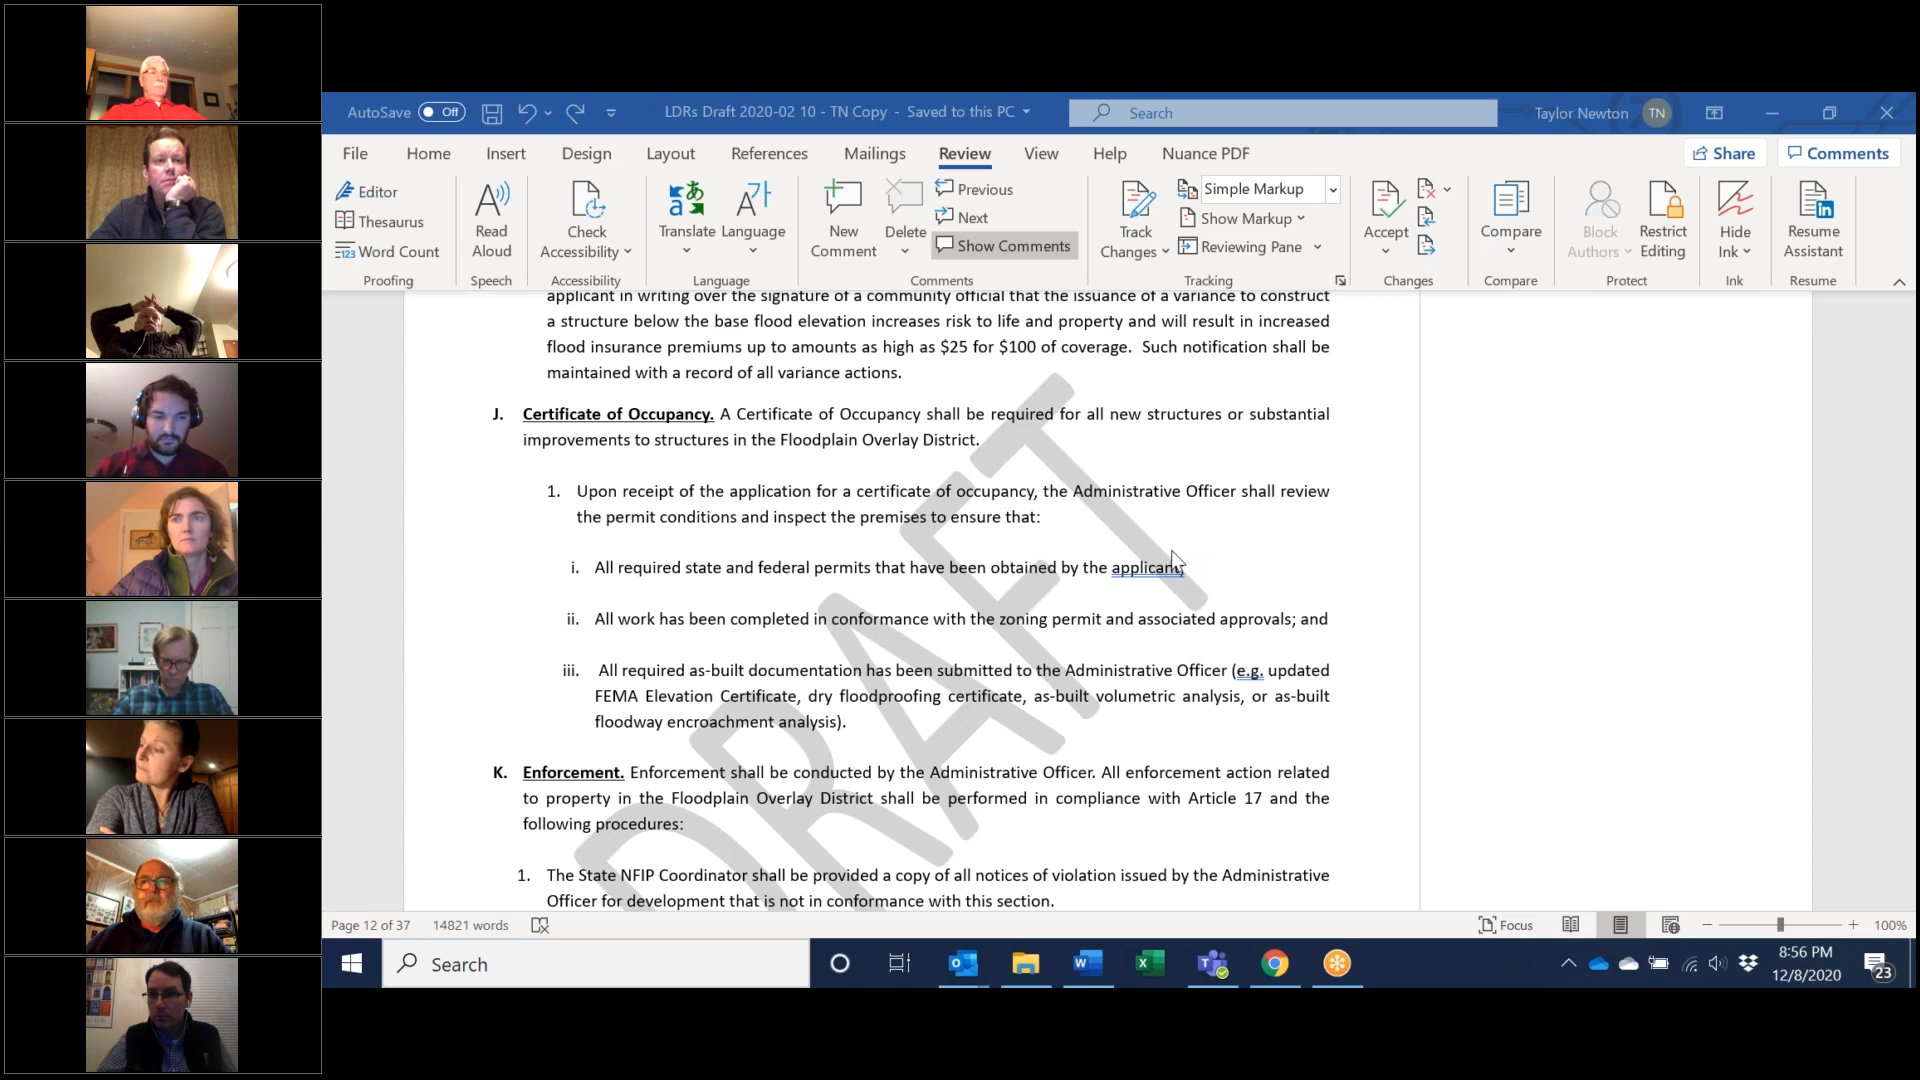 AutoSave Off LDRs Draft 2020-02 10 - TN Copy - Saved to this PC Search Taylor Newton TN
File Home Insert Design Layout References Mailings Review View Help Nuance PDF Share Comments
Editor
Thesaurus
Word Count
Proofing
Read Aloud
Speech
Check Accessibility
Accessibility
Translate Language
Language
New Comment
Delete
Previous
Next
Show Comments
Comments
Track Changes
Simple Markup
Show Markup
Reviewing Pane
Tracking
Accept
Changes
Compare
Compare
Block Authors
Restrict Editing
Protect
Hide Ink
Ink
Resume Assistant
Resume
applicant in writing over the signature of a community official that the issuance of a variance to construct
a structure below the base flood elevation increases risk to life and property and will result in increased
flood insurance premiums up to amounts as high as $25 for $100 of coverage. Such notification shall be
maintained with a record of all variance actions.
J. Certificate of Occupancy. A Certificate of Occupancy shall be required for all new structures or substantial
improvements to structures in the Floodplain Overlay District.
1. Upon receipt of the application for a certificate of occupancy, the Administrative Officer shall review
the permit conditions and inspect the premises to ensure that:
i. All required state and federal permits that have been obtained by the applicant;
ii. All work has been completed in conformance with the zoning permit and associated approvals; and
iii. All required as-built documentation has been submitted to the Administrative Officer (e.g. updated
FEMA Elevation Certificate, dry floodproofing certificate, as-built volumetric analysis, or as-built
floodway encroachment analysis).
K. Enforcement. Enforcement shall be conducted by the Administrative Officer. All enforcement action related
to property in the Floodplain Overlay District shall be performed in compliance with Article 17 and the
following procedures:
1. The State NFIP Coordinator shall be provided a copy of all notices of violation issued by the Administrative
Officer for development that is not in conformance with this section.
DRAFT
Page 12 of 37 14821 words Focus 100%
Search
8:56 PM
12/8/2020
23